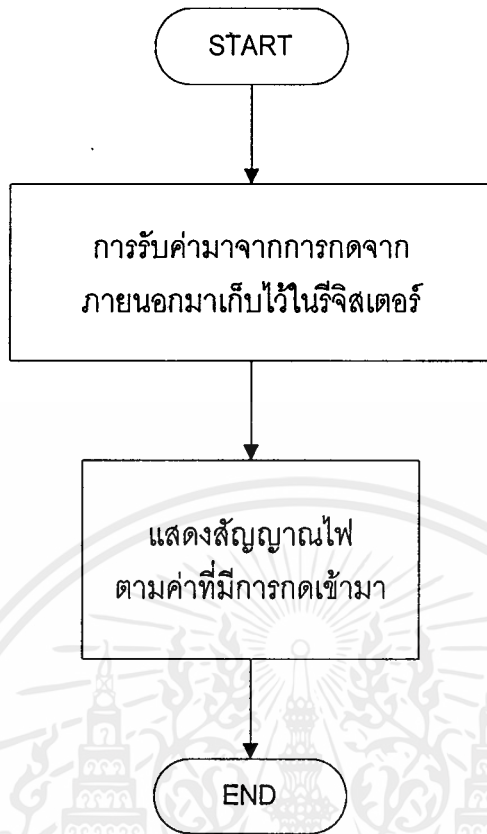 START
การรับค่ามาจากการกดจาก
ภายนอกมาเก็บไว้ในรีจิสเตอร์
แสดงสัญญาณไฟ
ตามค่าที่มีการกดเข้ามา
END